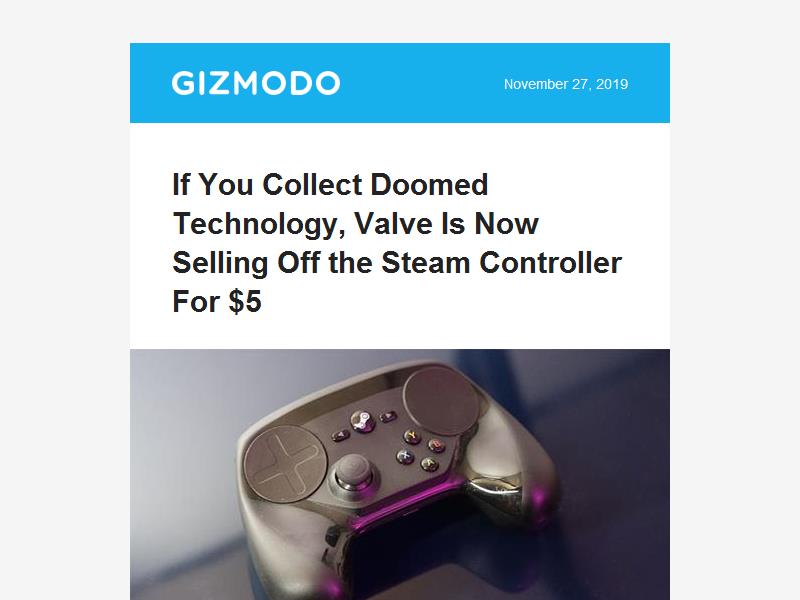 GIZMODO
November 27, 2019
If You Collect Doomed
Technology, Valve Is Now
Selling Off the Steam Controller
For $5
Y
B
X
A